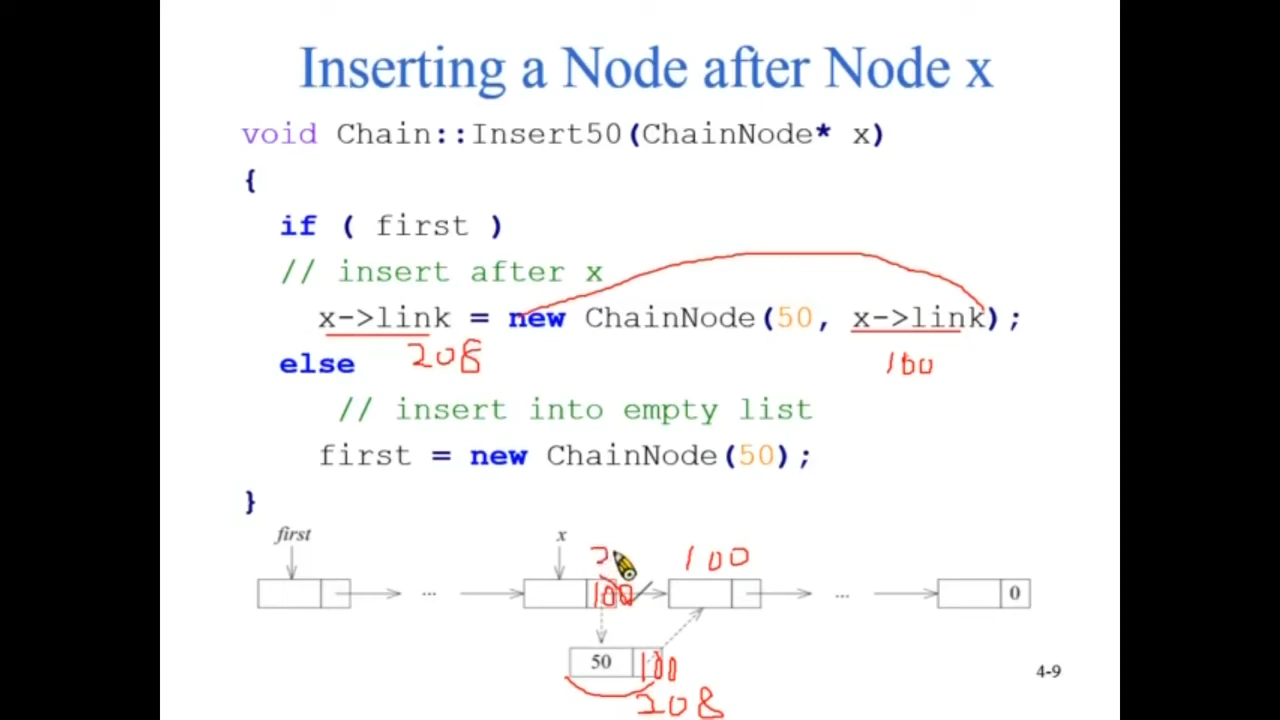 Inserting a Node after Node x
void Chain::Insert50(ChainNode* x)
{
if ( first )
// insert after x
x->link = new ChainNode(50, x->link);
208 100
else
// insert into empty list
first = new ChainNode(50);
}
first x
100
100 ... ... 0
50 100
208
4-9